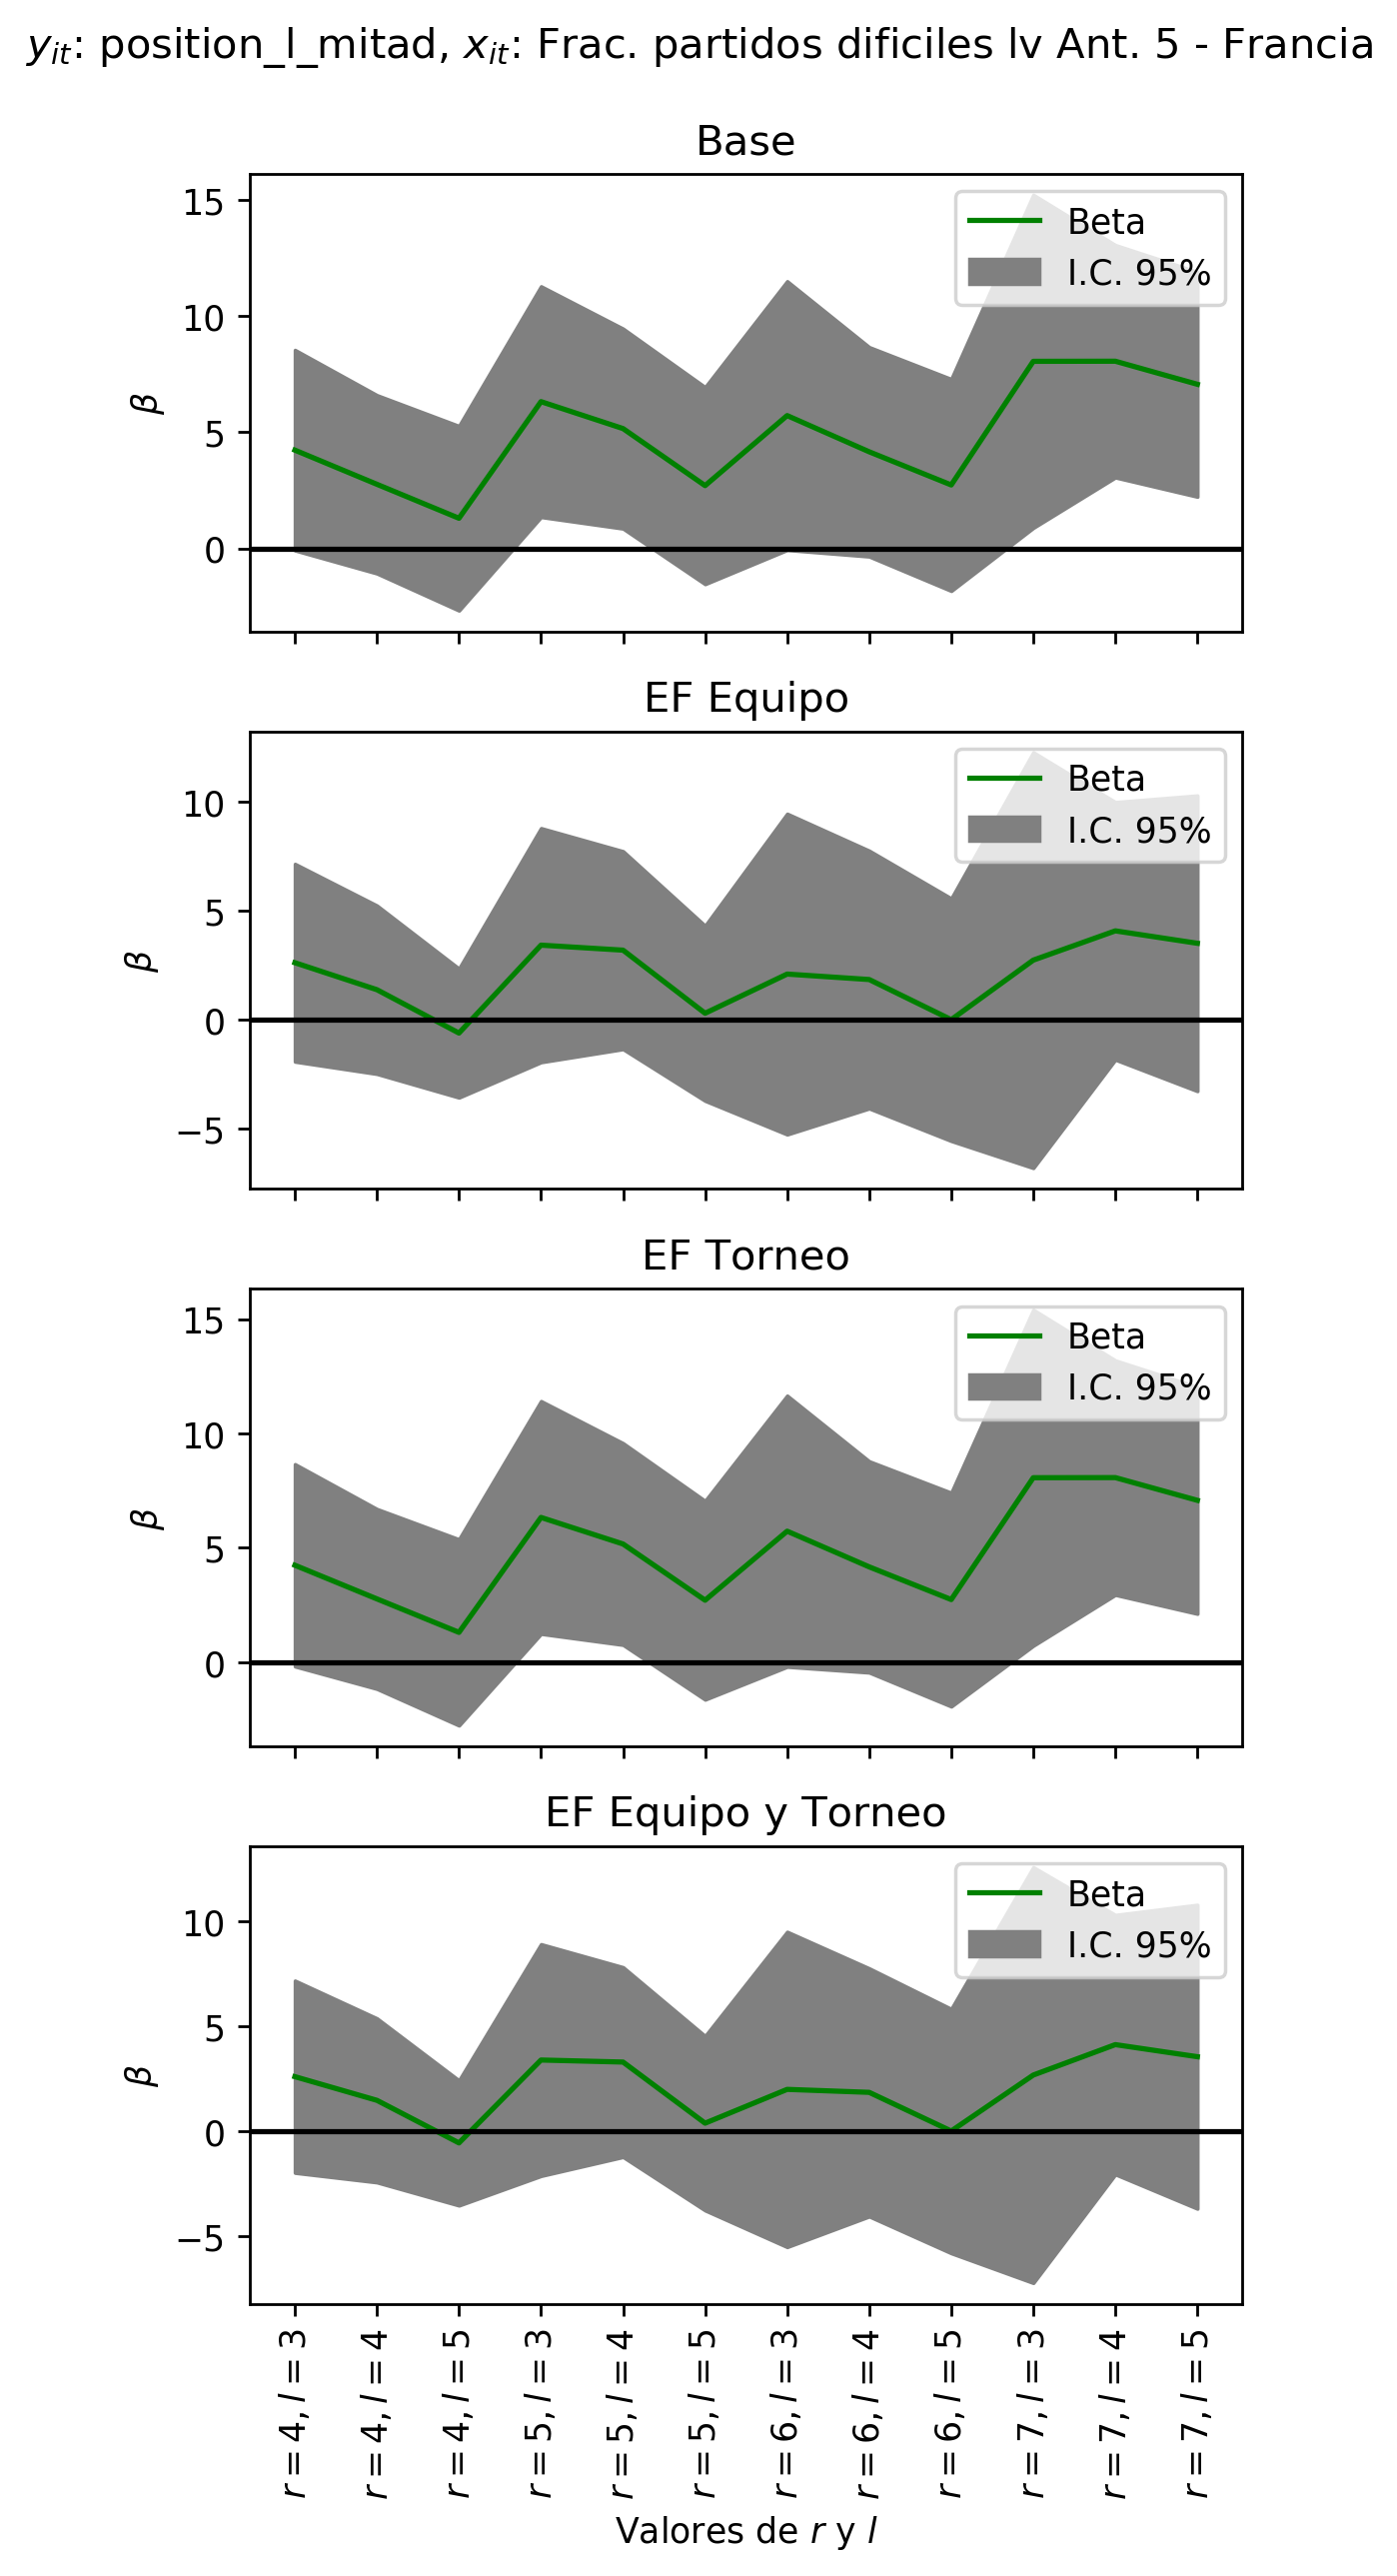 y_it: position_l_mitad, x_it: Frac. partidos dificiles lv Ant. 5 - Francia
Base
Beta
I.C. 95%
15
10
5
0
β
EF Equipo
Beta
I.C. 95%
10
5
0
−5
β
EF Torneo
Beta
I.C. 95%
15
10
5
0
β
EF Equipo y Torneo
Beta
I.C. 95%
10
5
0
−5
β
r = 4, l = 3
r = 4, l = 4
r = 4, l = 5
r = 5, l = 3
r = 5, l = 4
r = 5, l = 5
r = 6, l = 3
r = 6, l = 4
r = 6, l = 5
r = 7, l = 3
r = 7, l = 4
r = 7, l = 5
Valores de r y l